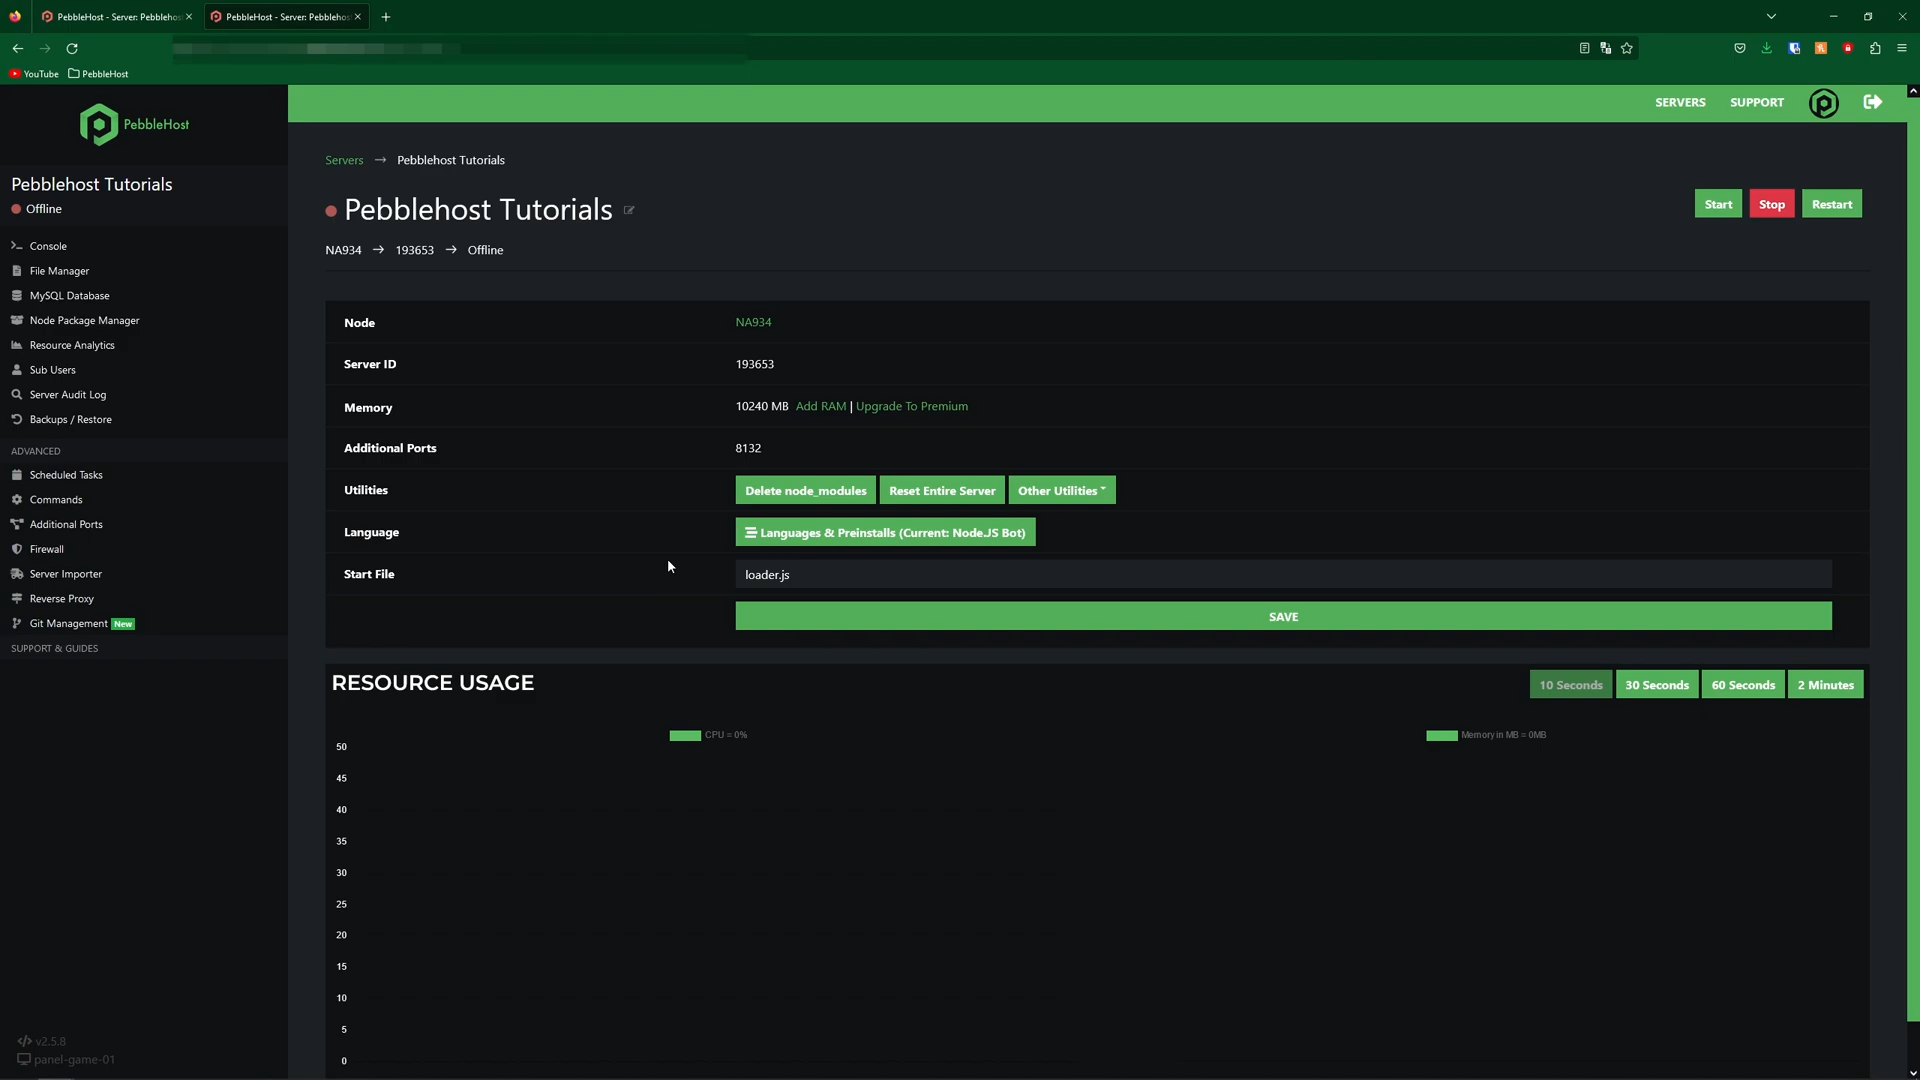 PebbleHost - Server: Pebblehos
PebbleHost - Server: Pebblehos
YouTube
PebbleHost
PebbleHost
SERVERS
SUPPORT
Pebblehost Tutorials
Offline
Console
File Manager
MySQL Database
Node Package Manager
Resource Analytics
Sub Users
Server Audit Log
Backups / Restore
ADVANCED
Scheduled Tasks
Commands
Additional Ports
Firewall
Server Importer
Reverse Proxy
Git Management New
SUPPORT & GUIDES
v2.5.8
panel-game-01
Servers → Pebblehost Tutorials
Pebblehost Tutorials
Start
Stop
Restart
NA934 → 193653 → Offline
Node NA934
Server ID 193653
Memory 10240 MB Add RAM | Upgrade To Premium
Additional Ports 8132
Utilities Delete node_modules Reset Entire Server Other Utilities
Language Languages & Preinstalls (Current: NodeJS Bot)
Start File loader.js
SAVE
RESOURCE USAGE
10 Seconds
30 Seconds
60 Seconds
2 Minutes
CPU = 0%
Memory in MB = 0MB
50
45
40
35
30
25
20
15
10
5
0